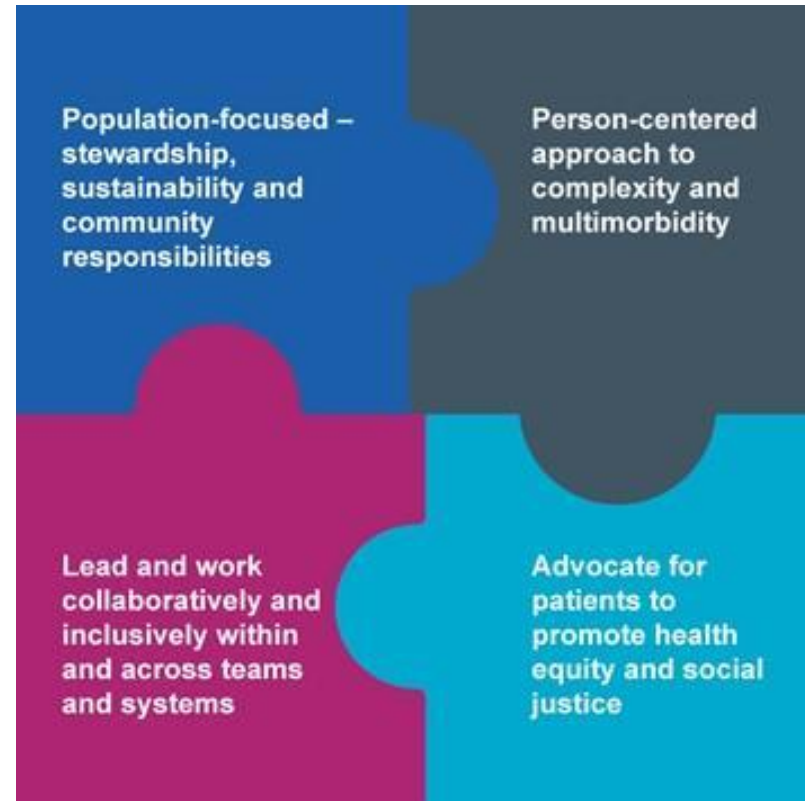 Population-focused –
stewardship,
sustainability and
community
responsibilities
Person-centered
approach to
complexity and
multimorbidity
Lead and work
collaboratively and
inclusively within
and across teams
and systems
Advocate for
patients to
promote health
equity and social
justice